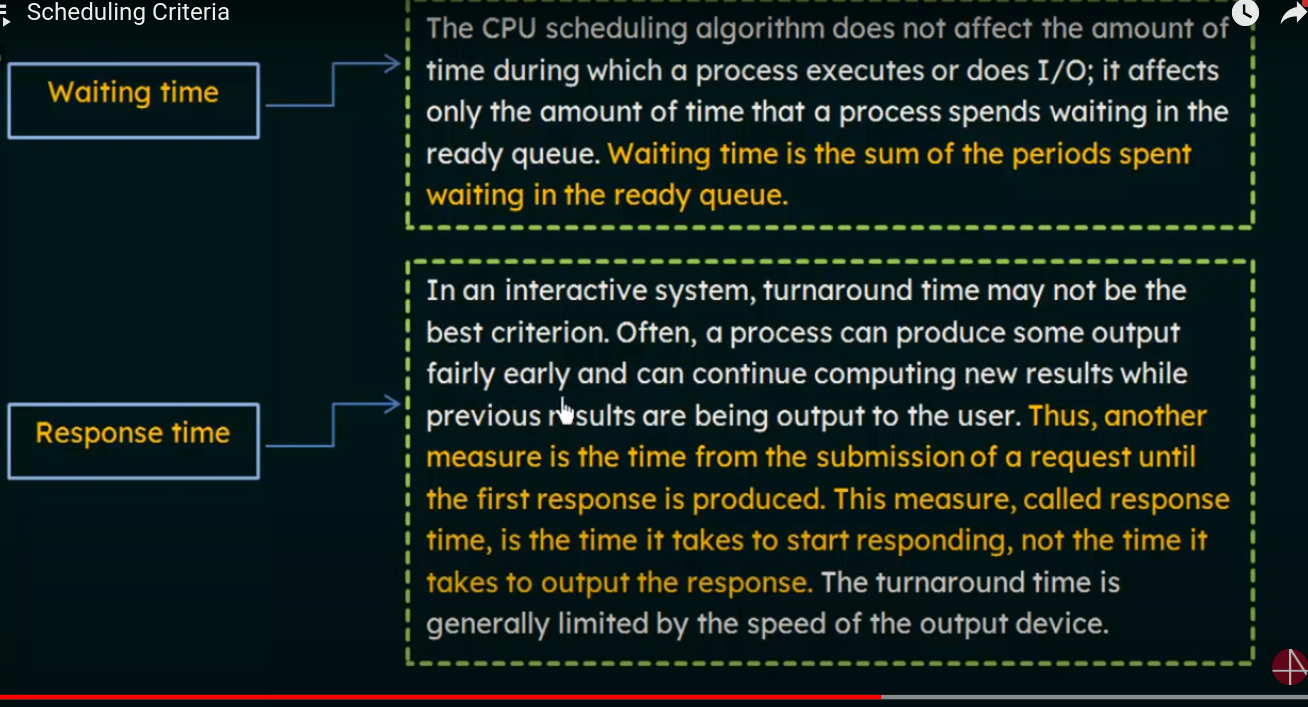 Scheduling Criteria
Waiting time
The CPU scheduling algorithm does not affect the amount of
time during which a process executes or does I/O; it affects
only the amount of time that a process spends waiting in the
ready queue. Waiting time is the sum of the periods spent
waiting in the ready queue.
Response time
In an interactive system, turnaround time may not be the
best criterion. Often, a process can produce some output
fairly early and can continue computing new results while
previous results are being output to the user. Thus, another
measure is the time from the submission of a request until
the first response is produced. This measure, called response
time, is the time it takes to start responding, not the time it
takes to output the response. The turnaround time is
generally limited by the speed of the output device.